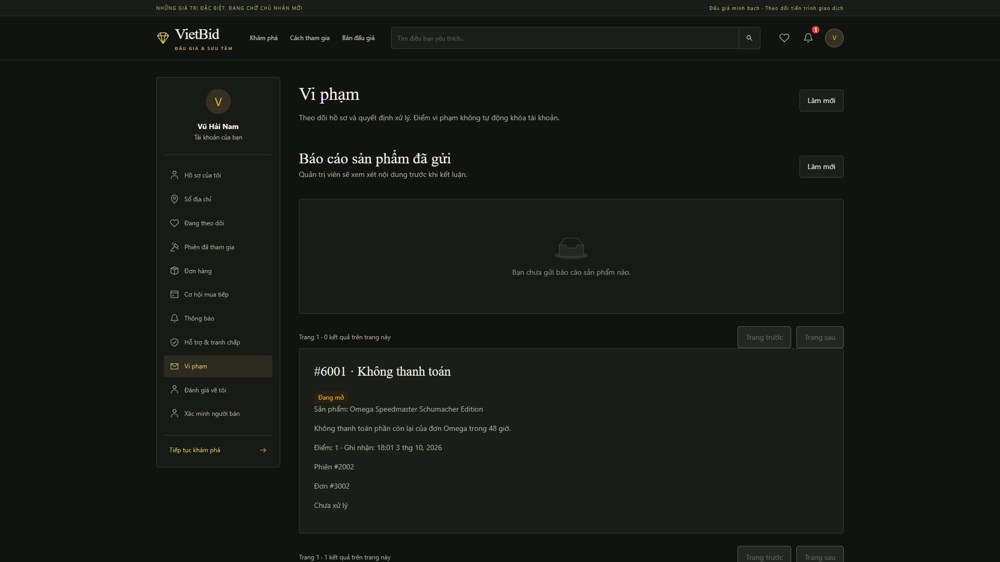 NHỮNG GIÁ TRỊ ĐẶC BIỆT, ĐANG CHỜ CHỦ NHÂN MỚI
Đấu giá minh bạch · Theo dõi tiến trình giao dịch
VietBid
ĐẤU GIÁ & SƯU TẦM
Khám phá
Cách tham gia
Bán đấu giá
Tìm điều bạn yêu thích...
1
V
V
Vũ Hải Nam
Tài khoản của bạn
Hồ sơ của tôi
Sổ địa chỉ
Đang theo dõi
Phiên đã tham gia
Đơn hàng
Cơ hội mua tiếp
Thông báo
Hỗ trợ & tranh chấp
Vi phạm
Đánh giá về tôi
Xác minh người bán
Tiếp tục khám phá
Vi phạm
Làm mới
Theo dõi hồ sơ và quyết định xử lý. Điểm vi phạm không tự động khóa tài khoản.
Báo cáo sản phẩm đã gửi
Làm mới
Quản trị viên sẽ xem xét nội dung trước khi kết luận.
Bạn chưa gửi báo cáo sản phẩm nào.
Trang 1 · 0 kết quả trên trang này
Trang trước
Trang sau
#6001 · Không thanh toán
Đang mở
Sản phẩm: Omega Speedmaster Schumacher Edition
Không thanh toán phần còn lại của đơn Omega trong 48 giờ.
Điểm: 1 · Ghi nhận: 18:01 3 thg 10, 2026
Phiên #2002
Đơn #3002
Chưa xử lý
Trang 1 · 1 kết quả trên trang này
Trang trước
Trang sau